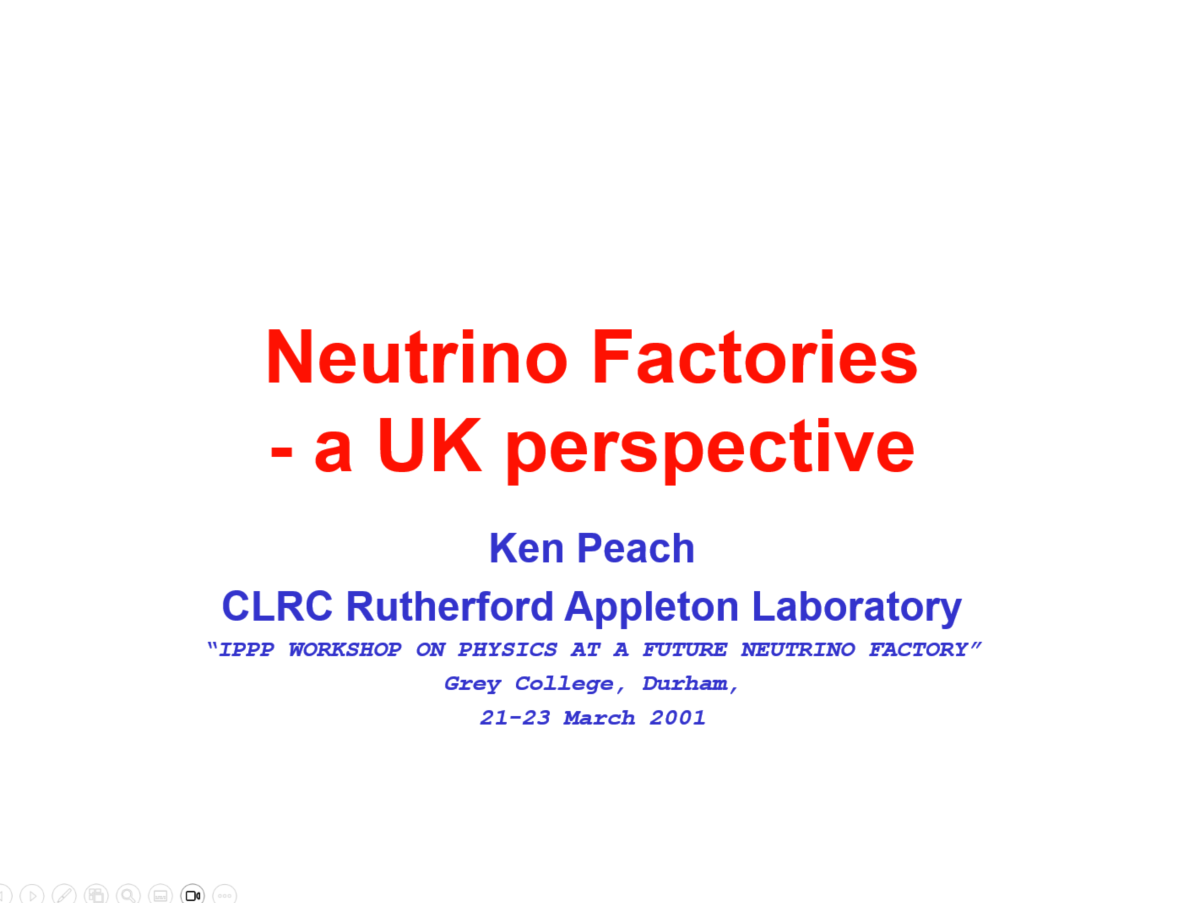 Neutrino Factories
- a UK perspective
Ken Peach
CLRC Rutherford Appleton Laboratory
“IPPP WORKSHOP ON PHYSICS AT A FUTURE NEUTRINO FACTORY”
Grey College, Durham,
21-23 March 2001